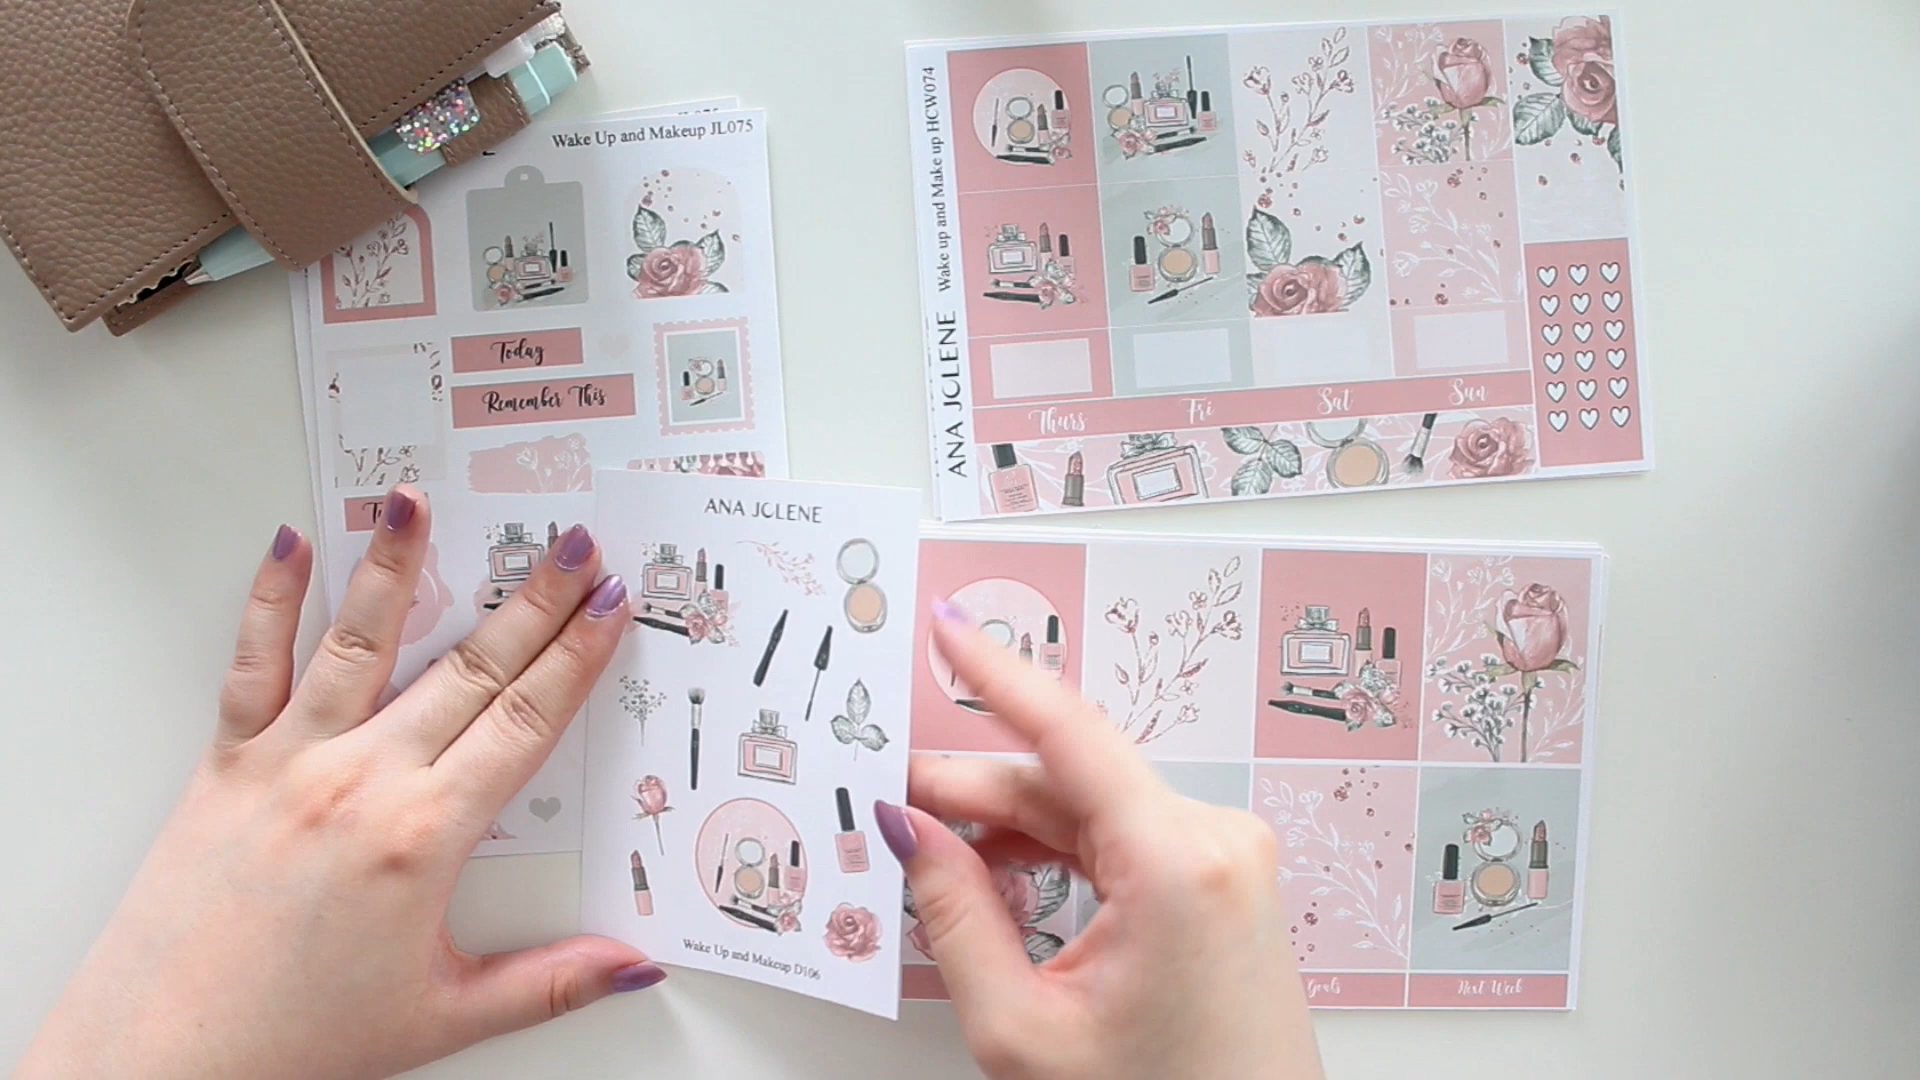 Wake Up and Makeup JL075
Today
Remember This
ANA JOLENE
Wake Up and Makeup D106
ANA JOLENE
Wake up and Make up HCW074
Thurs
Fri
Sat
Sun
Goals
Next Week